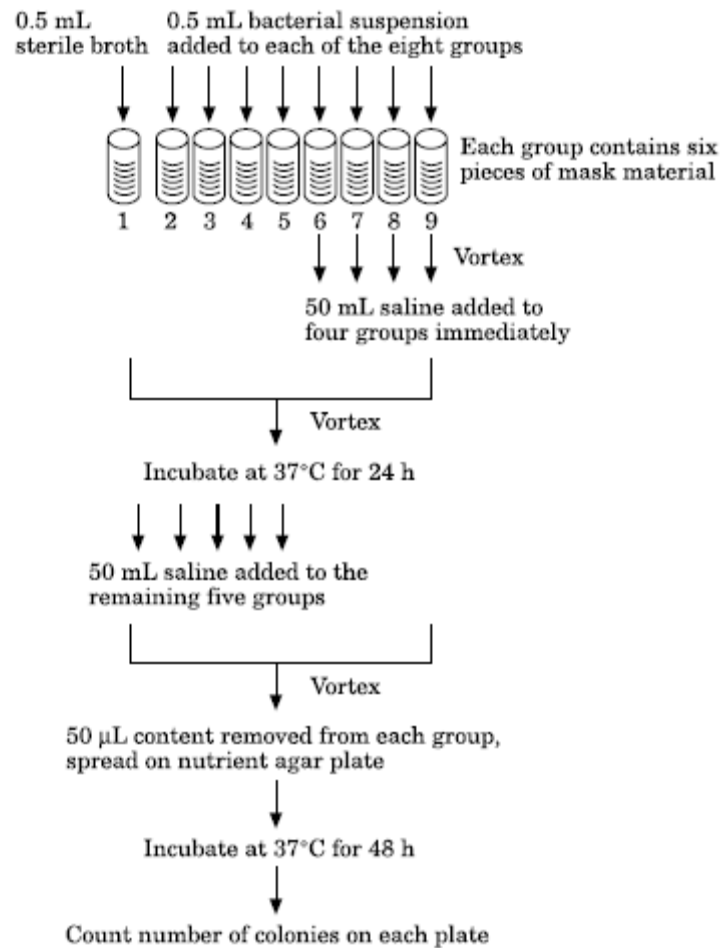 0.5 mL
sterile broth
0.5 mL bacterial suspension
added to each of the eight groups
Each group contains six
pieces of mask material
1 2 3 4 5 6 7 8 9
Vortex
50 mL saline added to
four groups immediately
Vortex
Incubate at 37°C for 24 h
50 mL saline added to the
remaining five groups
Vortex
50 µL content removed from each group,
spread on nutrient agar plate
Incubate at 37°C for 48 h
Count number of colonies on each plate